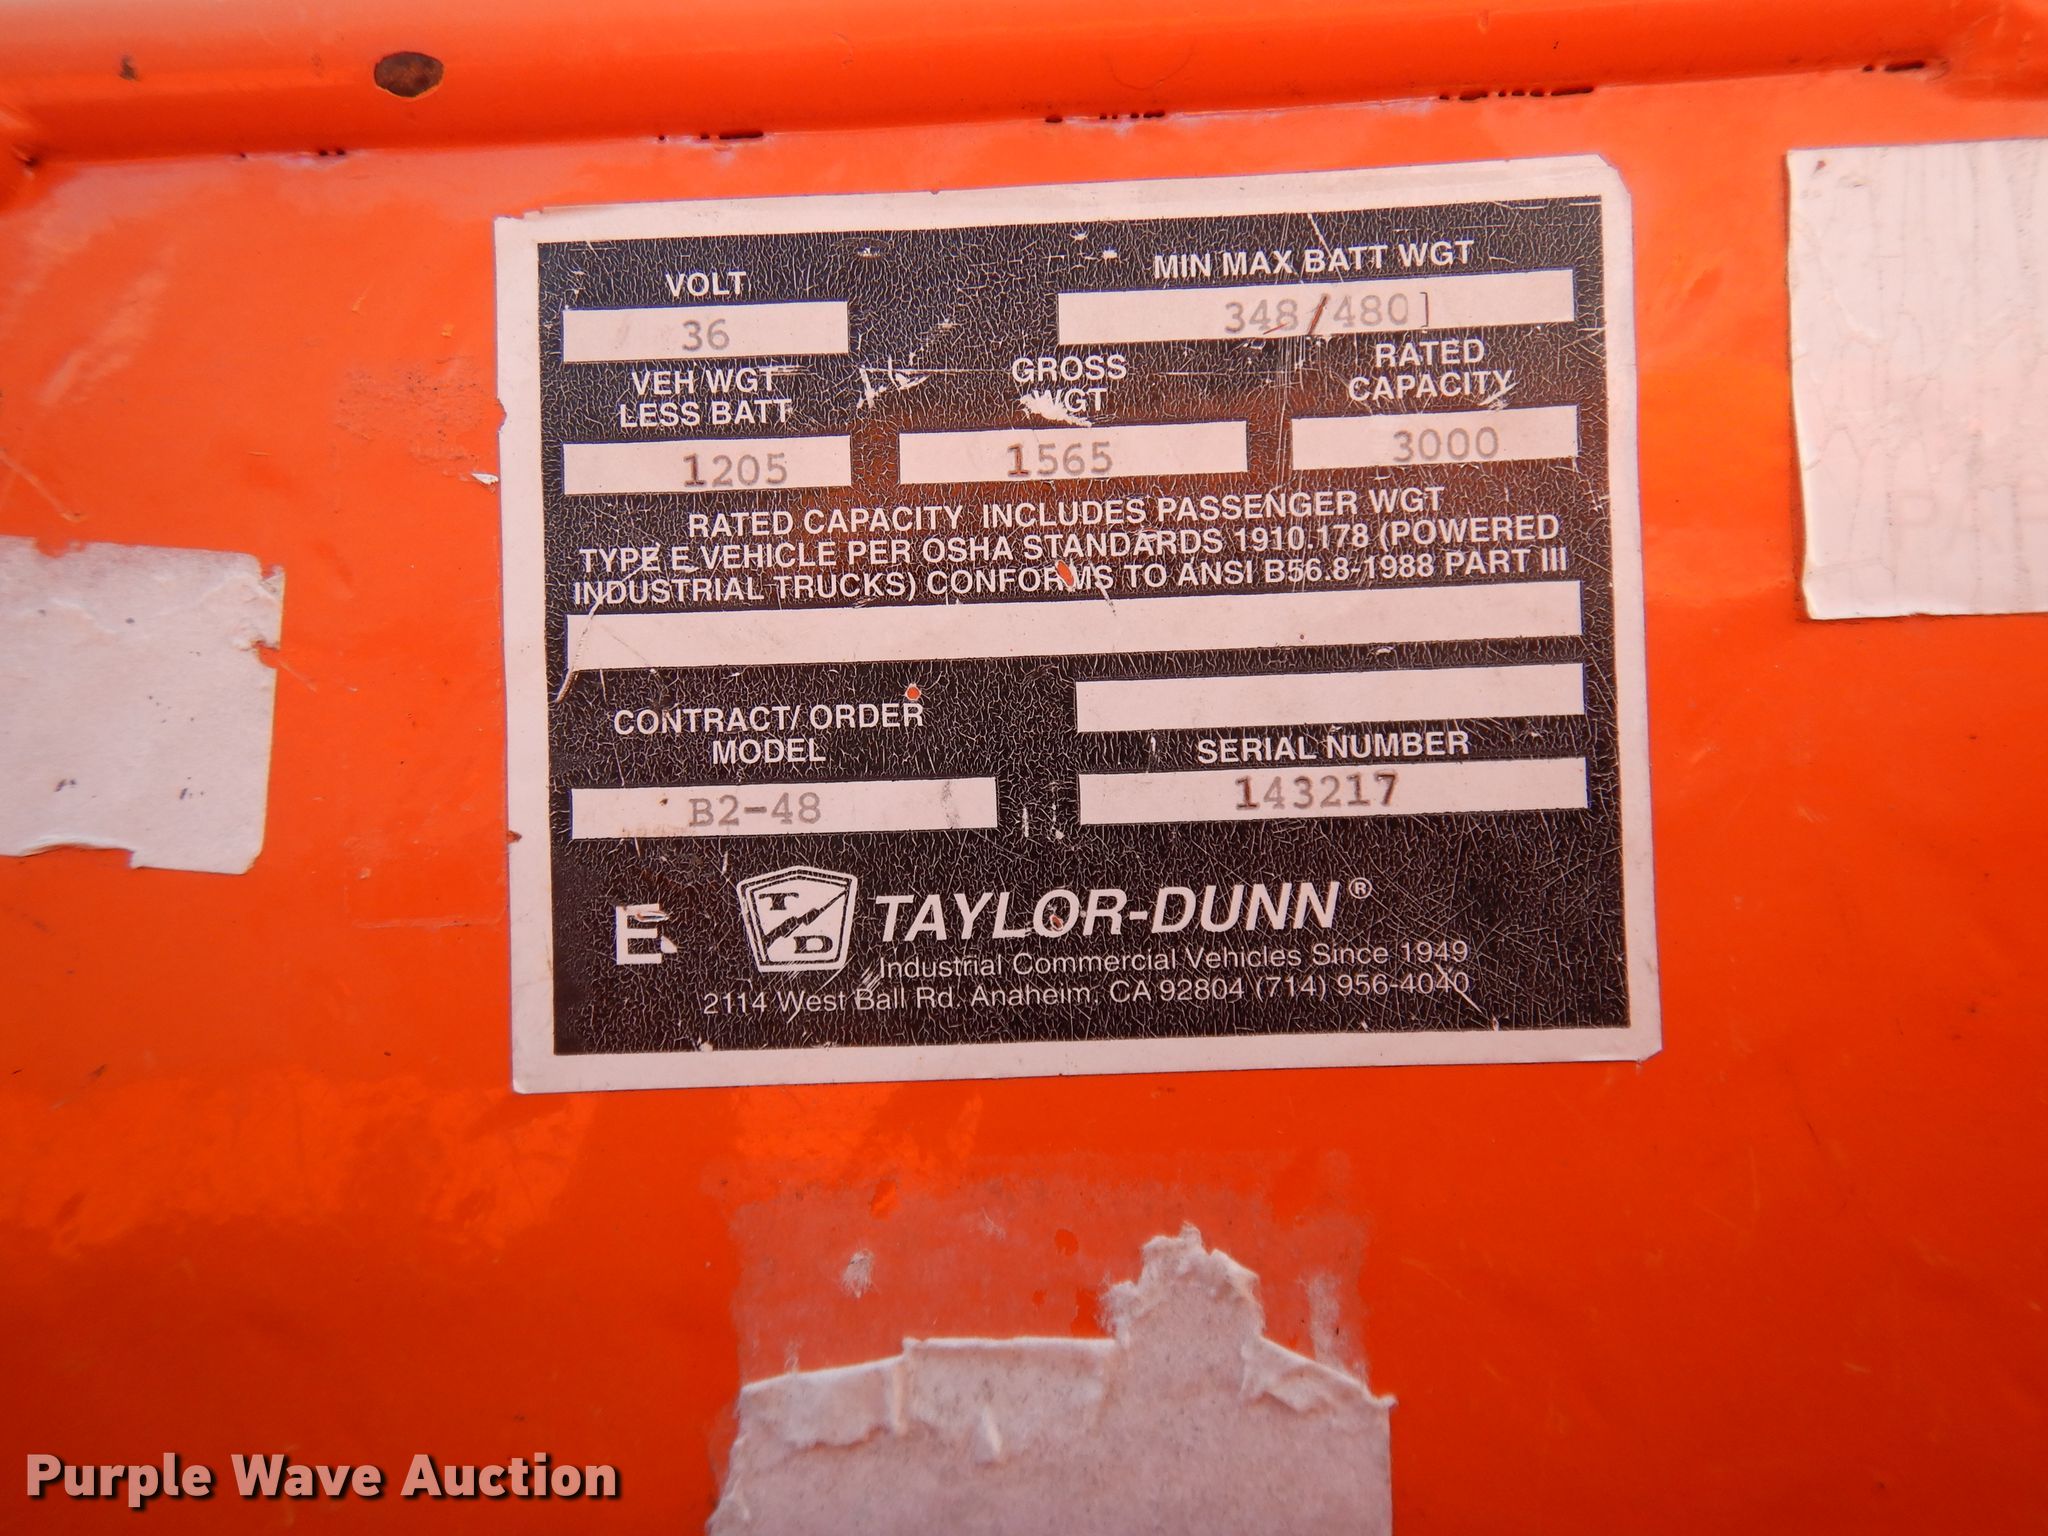 VOLT
MIN MAX BATT WGT
36
348/480
VEH WGT
LESS BATT
GROSS
WGT
RATED
CAPACITY
1205
1565
3000
RATED CAPACITY INCLUDES PASSENGER WGT
TYPE E VEHICLE PER OSHA STANDARDS 1910.178 (POWERED
INDUSTRIAL TRUCKS) CONFORMS TO ANSI B56.8-1988 PART III
CONTRACT/ORDER
MODEL
SERIAL NUMBER
B2-48
143217
E
TD
TAYLOR-DUNN®
Industrial Commercial Vehicles Since 1949
2114 West Ball Rd. Anaheim, CA 92804 (714) 956-4040
Purple Wave Auction